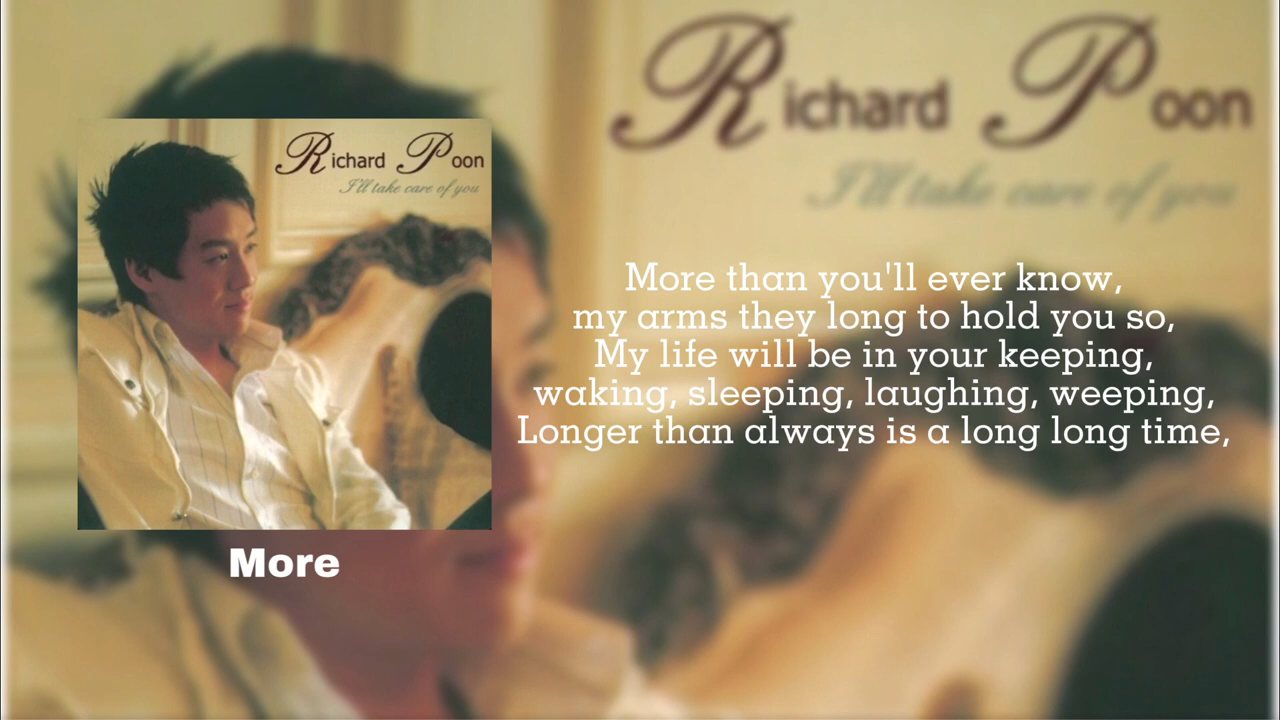 Richard Poon
I'll take care of you
Richard Poon
I'll take care of you
More than you'll ever know,
my arms they long to hold you so,
My life will be in your keeping,
waking, sleeping, laughing, weeping,
Longer than always is a long long time,
More